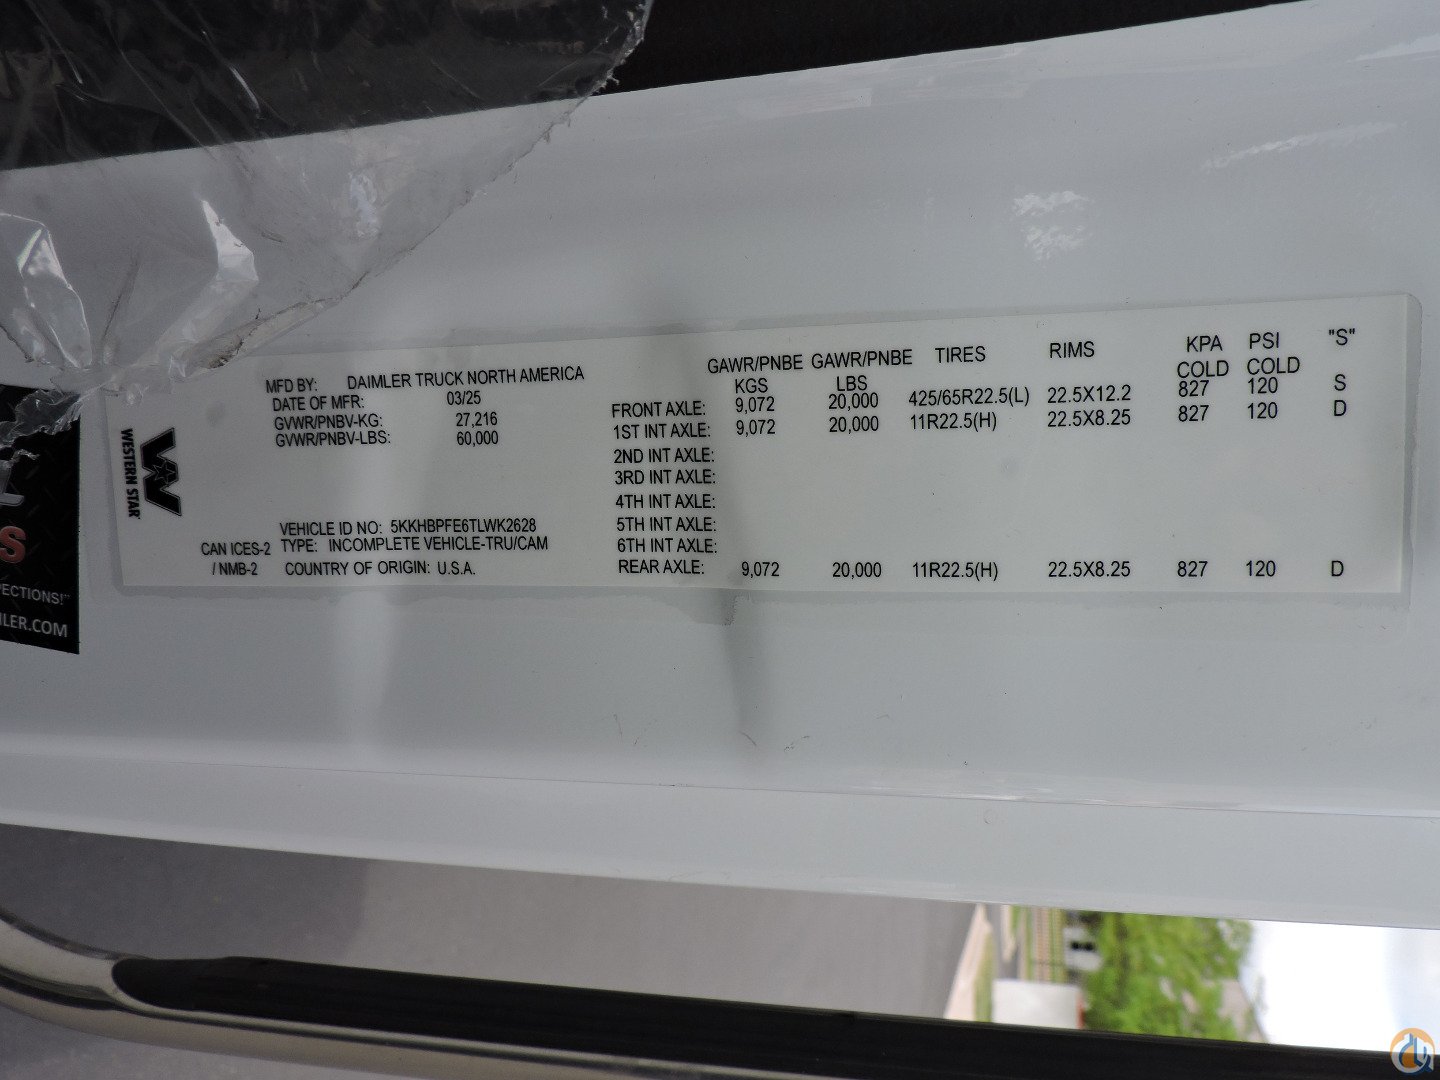 MFD BY: DAIMLER TRUCK NORTH AMERICA
DATE OF MFR: 03/25
GVWR/PNBV-KG: 27,216
GVWR/PNBV-LBS: 60,000
WESTERN STAR
VEHICLE ID NO: 5KKHBPFE6TLWK2628
CAN ICES-2 TYPE: INCOMPLETE VEHICLE-TRU/CAM
/ NMB-2 COUNTRY OF ORIGIN: U.S.A.
GAWR/PNBE GAWR/PNBE TIRES RIMS KPA PSI "S"
KGS LBS COLD COLD
FRONT AXLE: 9,072 20,000 425/65R22.5(L) 22.5X12.2 827 120 S
1ST INT AXLE: 9,072 20,000 11R22.5(H) 22.5X8.25 827 120 D
2ND INT AXLE:
3RD INT AXLE:
4TH INT AXLE:
5TH INT AXLE:
6TH INT AXLE:
REAR AXLE: 9,072 20,000 11R22.5(H) 22.5X8.25 827 120 D